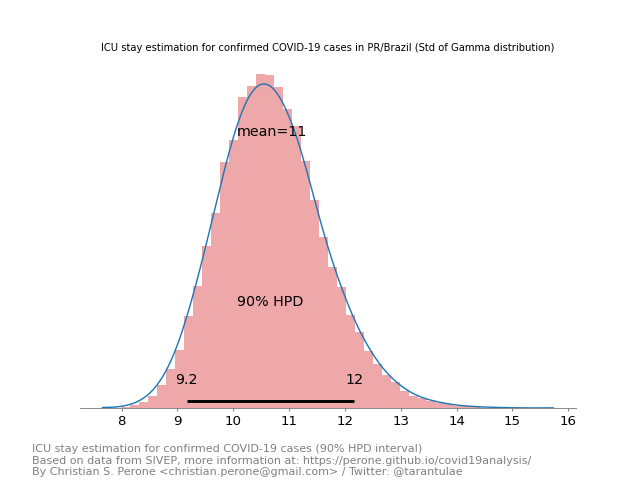 ICU stay estimation for confirmed COVID-19 cases in PR/Brazil (Std of Gamma distribution)
mean=11
90% HPD
9.2 12
8 9 10 11 12 13 14 15 16
ICU stay estimation for confirmed COVID-19 cases (90% HPD interval)
Based on data from SIVEP, more information at: https://perone.github.io/covid19analysis/
By Christian S. Perone <christian.perone@gmail.com> / Twitter: @tarantulae